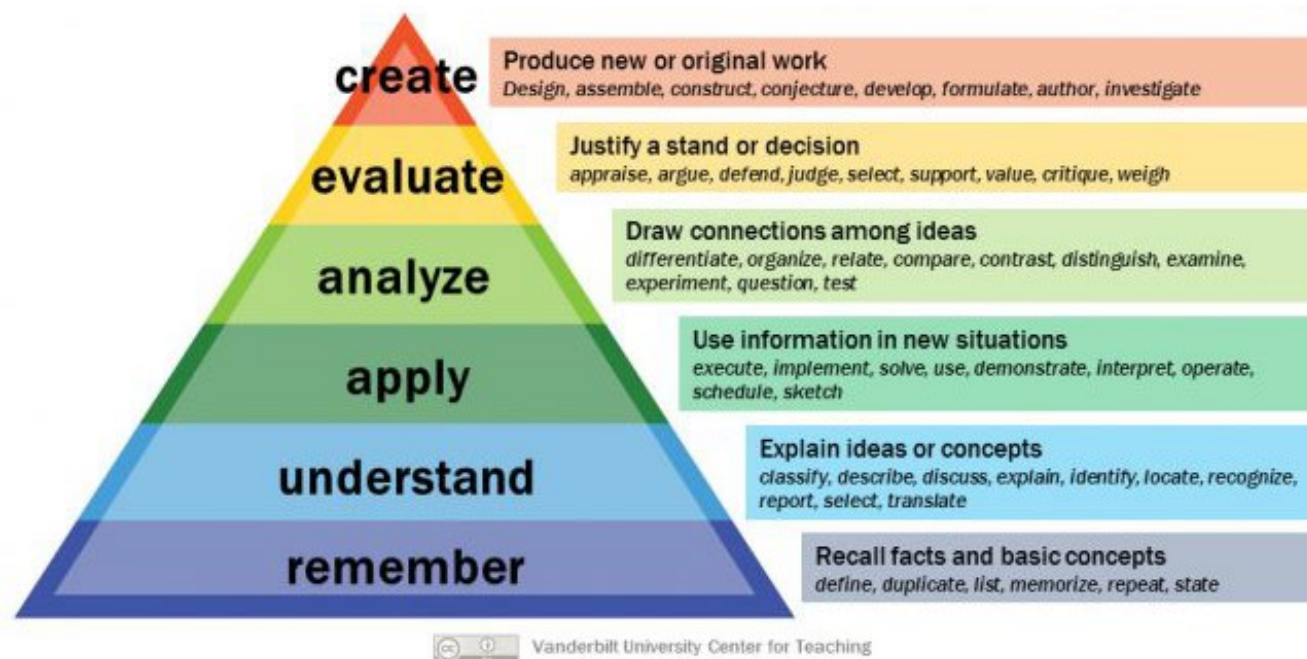 create
Produce new or original work
Design, assemble, construct, conjecture, develop, formulate, author, investigate
evaluate
Justify a stand or decision
appraise, argue, defend, judge, select, support, value, critique, weigh
analyze
Draw connections among ideas
differentiate, organize, relate, compare, contrast, distinguish, examine,
experiment, question, test
apply
Use information in new situations
execute, implement, solve, use, demonstrate, interpret, operate,
schedule, sketch
understand
Explain ideas or concepts
classify, describe, discuss, explain, identify, locate, recognize,
report, select, translate
remember
Recall facts and basic concepts
define, duplicate, list, memorize, repeat, state
cc
Vanderbilt University Center for Teaching